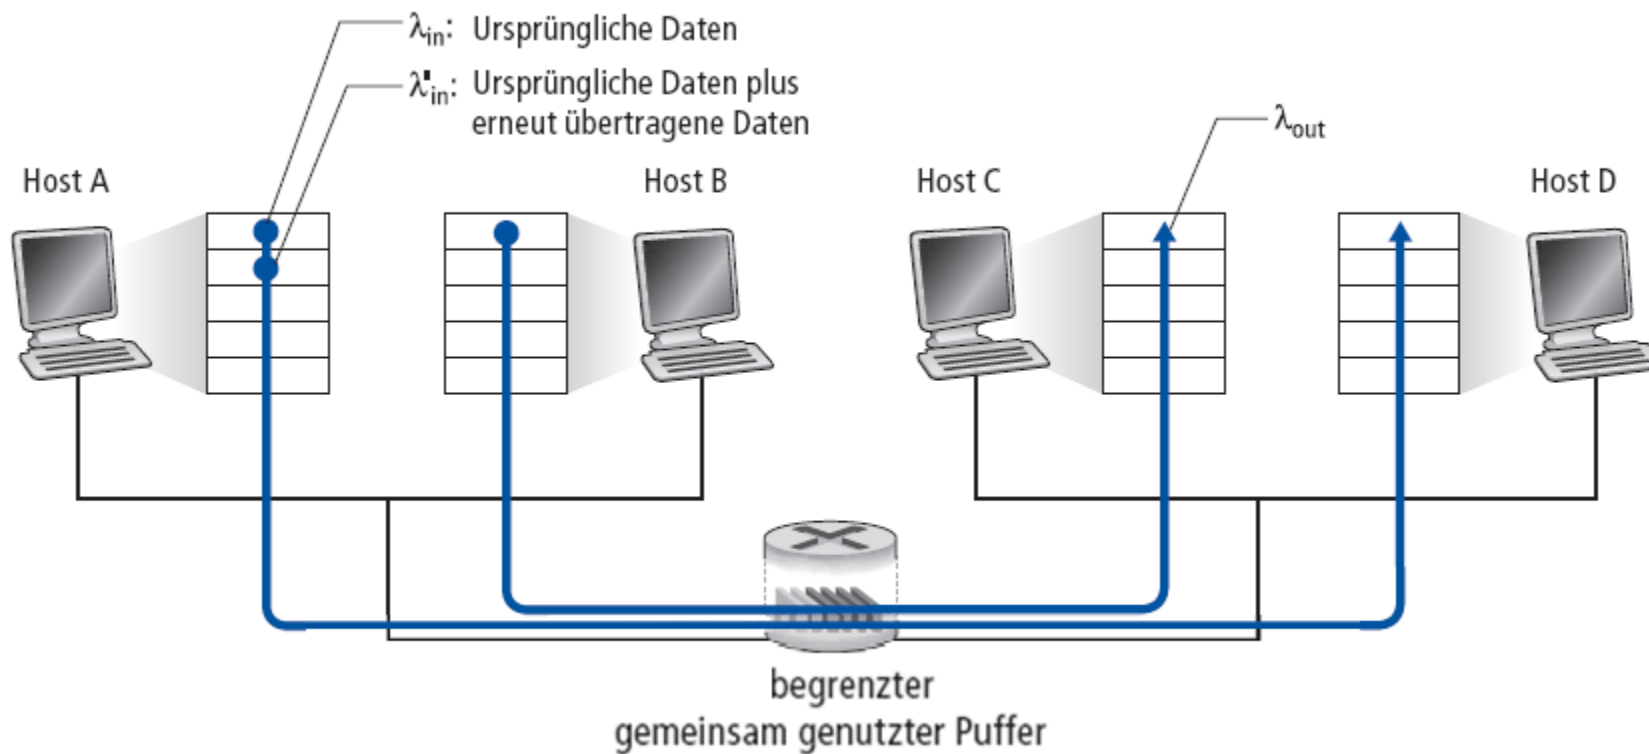 λin: Ursprüngliche Daten
λ'in: Ursprüngliche Daten plus
erneut übertragene Daten
λout
Host A
Host B
Host C
Host D
begrenzter
gemeinsam genutzter Puffer